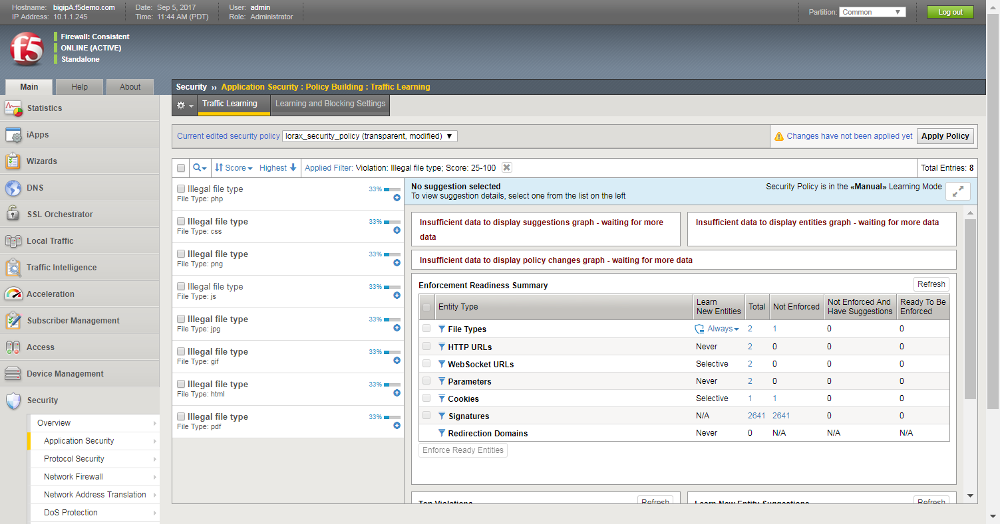 Hostname: bigipA.f5demo.com Date: Sep 5, 2017 User: admin
IP Address: 10.1.1.245 Time: 11:44 AM (PDT) Role: Administrator
Partition: Common
Log out
f5
Firewall: Consistent
ONLINE (ACTIVE)
Standalone
Main Help About
Statistics
iApps
Wizards
DNS
SSL Orchestrator
Local Traffic
Traffic Intelligence
Acceleration
Subscriber Management
Access
Device Management
Security
Overview
Application Security
Protocol Security
Network Firewall
Network Address Translation
DoS Protection
Security ›› Application Security : Policy Building : Traffic Learning
Traffic Learning Learning and Blocking Settings
Current edited security policy lorax_security_policy (transparent, modified)
Changes have not been applied yet Apply Policy
Score Highest Applied Filter: Violation: Illegal file type; Score: 25-100 Total Entries: 8
Illegal file type 33%
File Type: php
Illegal file type 33%
File Type: css
Illegal file type 33%
File Type: png
Illegal file type 33%
File Type: js
Illegal file type 33%
File Type: jpg
Illegal file type 33%
File Type: gif
Illegal file type 33%
File Type: html
Illegal file type 33%
File Type: pdf
No suggestion selected
To view suggestion details, select one from the list on the left
Security Policy is in the «Manual» Learning Mode
Insufficient data to display suggestions graph - waiting for more
data
Insufficient data to display entities graph - waiting for more data
Insufficient data to display policy changes graph - waiting for more data
Enforcement Readiness Summary Refresh
Entity Type Learn New Entities Total Not Enforced Not Enforced And Have Suggestions Ready To Be Enforced
File Types Always 2 1 0 0
HTTP URLs Never 2 0 0 0
WebSocket URLs Selective 2 0 0 0
Parameters Never 2 0 0 0
Cookies Selective 1 1 0 0
Signatures N/A 2641 2641 0 0
Redirection Domains Never 0 N/A N/A N/A
Enforce Ready Entities
Top Violations Refresh
Learn New Entity Suggestions Refresh